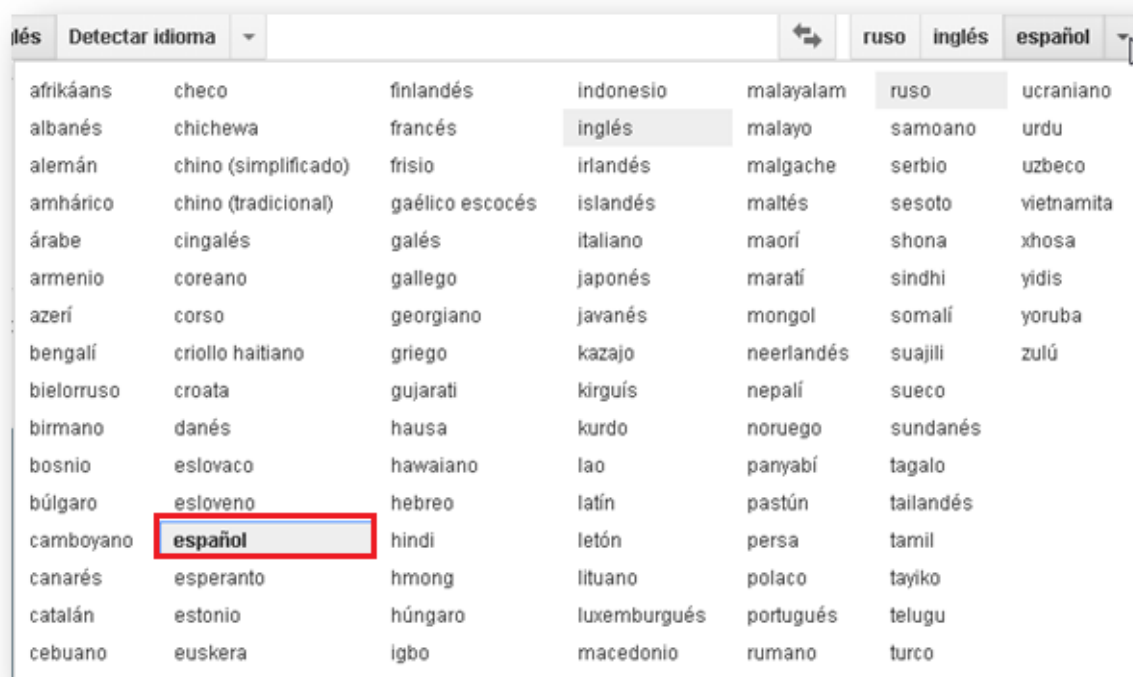 lés Detectar idioma ruso inglés español
afrikáans checo finlandés indonesio malayalam ruso ucraniano
albanés chichewa francés inglés malayo samoano urdu
alemán chino (simplificado) frisio irlandés malgache serbio uzbeco
amhárico chino (tradicional) gaélico escocés islandés maltés sesoto vietnamita
árabe cingalés galés italiano maorí shona xhosa
armenio coreano gallego japonés maratí sindhi yidis
azerí corso georgiano javanés mongol somalí yoruba
bengalí criollo haitiano griego kazajo neerlandés suajili zulú
bielorruso croata gujarati kirguís nepalí sueco
birmano danés hausa kurdo noruego sundanés
bosnio eslovaco hawaiano lao panyabí tagalo
búlgaro esloveno hebreo latín pastún tailandés
camboyano español hindi letón persa tamil
canarés esperanto hmong lituano polaco tayiko
catalán estonio húngaro luxemburgués portugués telugu
cebuano euskera igbo macedonio rumano turco